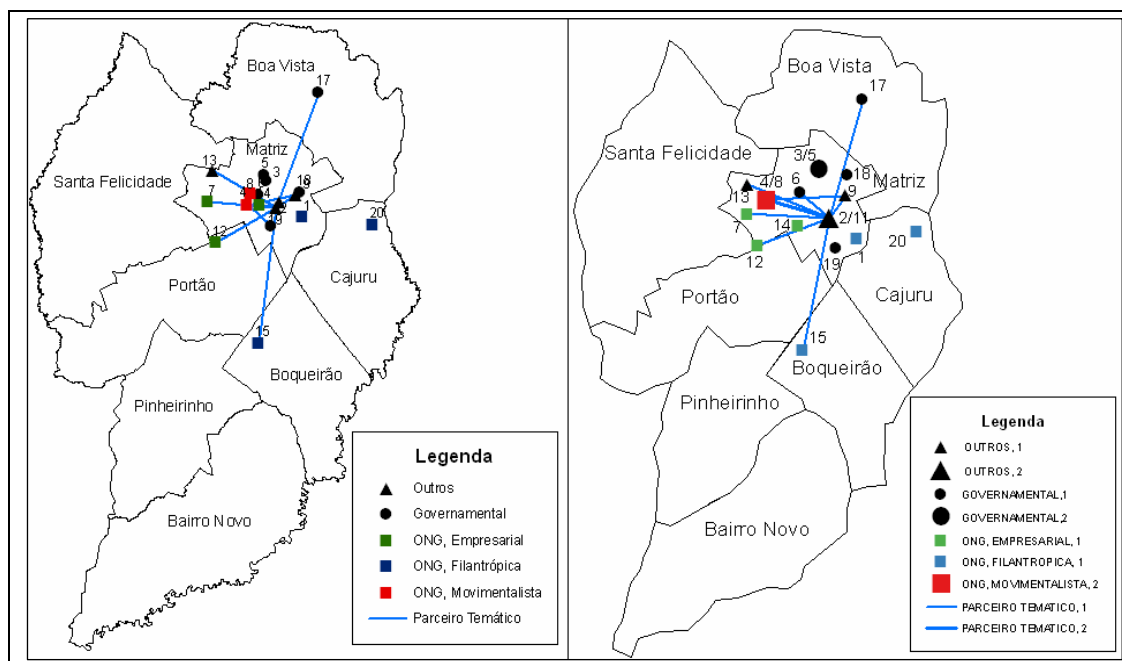 Boa Vista
17
Matriz
13
5
3
Santa Felicidade
7
8
18
4
4
2
1
20
19
12
Portão
Cajuru
15
Boqueirão
Pinheirinho
Bairro Novo
Legenda
Outros
Governamental
ONG, Empresarial
ONG, Filantrópica
ONG, Movimentalista
Parceiro Temático
Boa Vista
17
Santa Felicidade
3/5
Matriz
18
4/8
6
9
13
2/11
7
14
20
1
19
12
Portão
Cajuru
15
Boqueirão
Pinheirinho
Bairro Novo
Legenda
OUTROS, 1
OUTROS, 2
GOVERNAMENTAL,1
GOVERNAMENTAL,2
ONG, EMPRESARIAL, 1
ONG, FILANTROPICA, 1
ONG, MOVIMENTALISTA, 2
PARCEIRO TEMATICO, 1
PARCEIRO TEMATICO, 2